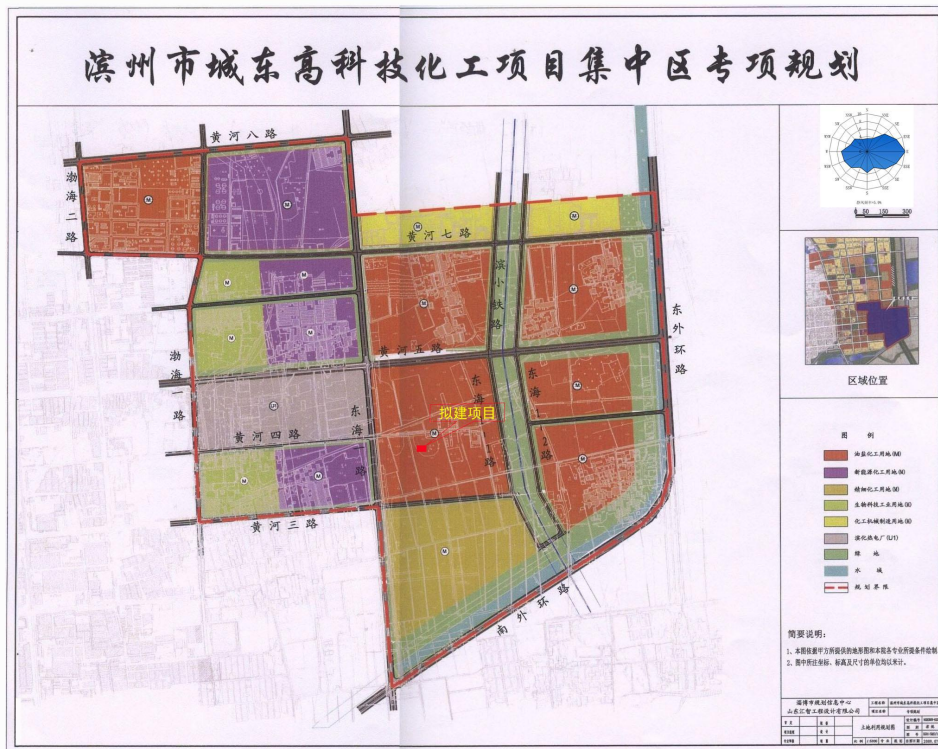 滨州市城东高科技化工项目集中区专项规划
黄河八路
渤海二路
M
M
M
M
黄河七路
M
M
滨小铁路
M
M
M
M
东外环路
黄河五路
渤海一路
U1
东海一路
东海
路
东海
2路
M
拟建项目
M
黄河四路
M
M
M
黄河三路
M
南外环路
0 50 150 300
区域位置
图 例
油盐化工用地(M)
新能源化工用地(M)
精细化工用地(M)
生物科技工业用地(M)
化工机械制造用地(M)
滨化热电厂(U1)
绿 地
水 域
规划界限
简要说明:
1、本图依据甲方所提供的地形图和本院各专业所提条件绘制
2、图中所注坐标、标高及尺寸的单位均以米计。
淄博市规划信息中心
山东汇智工程设计有限公司
土地利用规划图